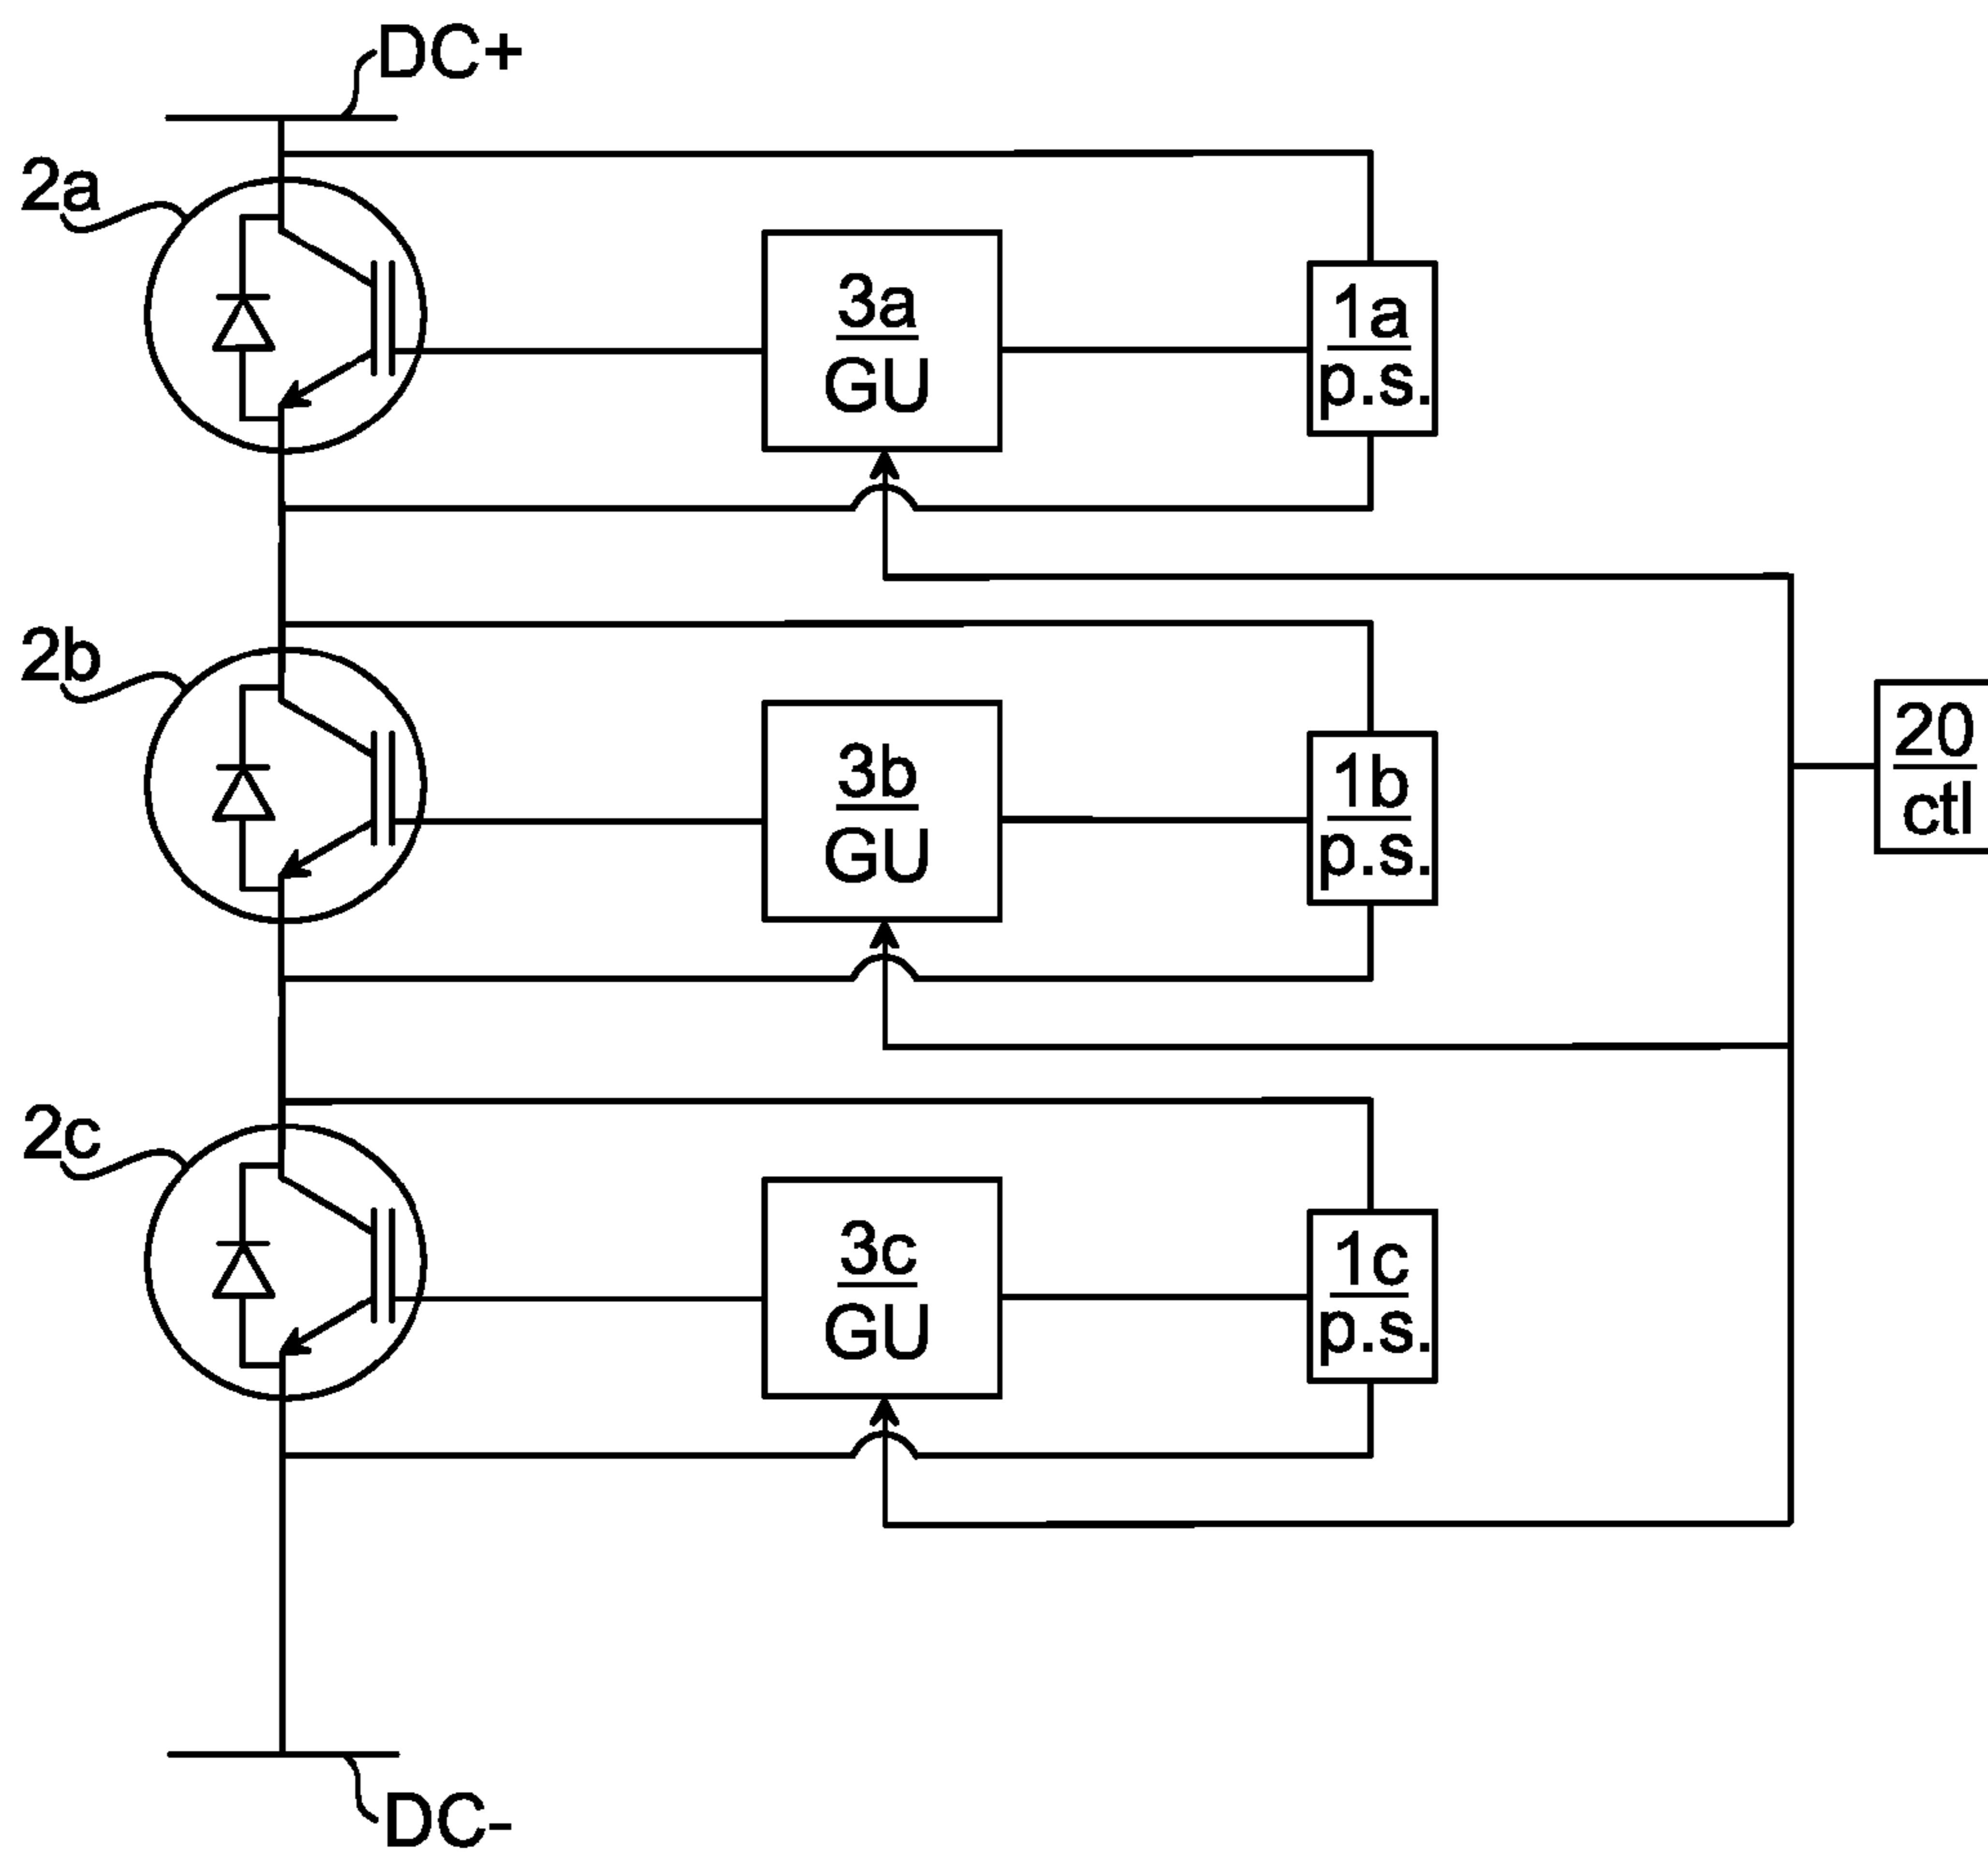 DC+
2a
3a
GU
1a
p.s.
2b
3b
GU
1b
p.s.
20
ctl
2c
3c
GU
1c
p.s.
DC-